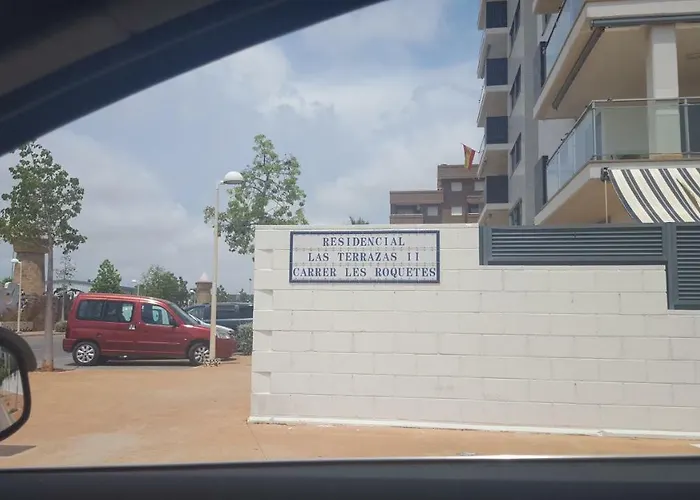 RESIDENCIAL
LAS TERRAZAS II
CARRER LES ROQUETES